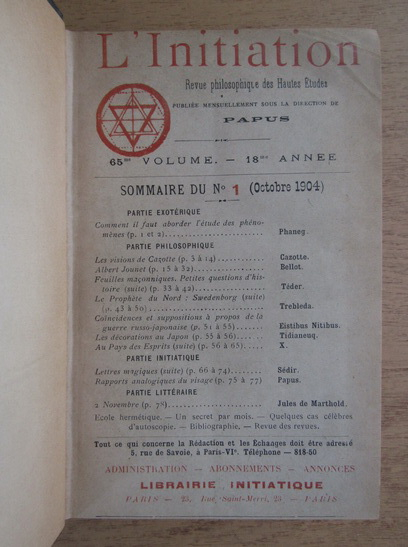 L'Initiation
Revue philosophique des Hautes Etudes
PUBLIÉE MENSUELLEMENT SOUS LA DIRECTION DE
PAPUS
65me VOLUME. — 18me ANNÉE
SOMMAIRE DU No 1 (Octobre 1904)
PARTIE EXOTÉRIQUE
Comment il faut aborder l'étude des phéno-
mènes (p. 1 et 2) Phaneg.
PARTIE PHILOSOPHIQUE
Les visions de Cazotte (p. 3 à 14) Cazotte.
Albert Jounet (p. 15 à 32) Bellot.
Feuilles maçonniques. Petites questions d'his-
toire (suite) (p. 33 à 42) Téder.
Le Prophète du Nord : Swedenborg (suite)
(p. 43 à 50) Trebleda.
Coïncidences et suppositions à propos de la
guerre russo-japonaise (p. 51 à 55) Eistibus Nitibus.
Les décorations au Japon (p. 55 à 56) Tidianeuq.
Au Pays des Esprits (suite) (p. 56 à 65) X.
PARTIE INITIATIQUE
Lettres magiques (suite) (p. 66 à 74) Sédir.
Rapports analogiques du visage (p. 75 à 77) Papus.
PARTIE LITTÉRAIRE
2 Novembre (p. 78) Jules de Marthold.
Ecole hermésique. — Un secret par mois. — Quelques cas célèbres
d'autoscopie. — Bibliographie. — Revue des revues.
Tout ce qui concerne la Rédaction et les Echanges doit être adressé
5, rue de Savoie, à Paris-VIe. Téléphone — 818-50
ADMINISTRATION — ABONNEMENTS — ANNONCES
LIBRAIRIE INITIATIQUE
PARIS — 23, Rue Saint-Merri, 23 — PARIS